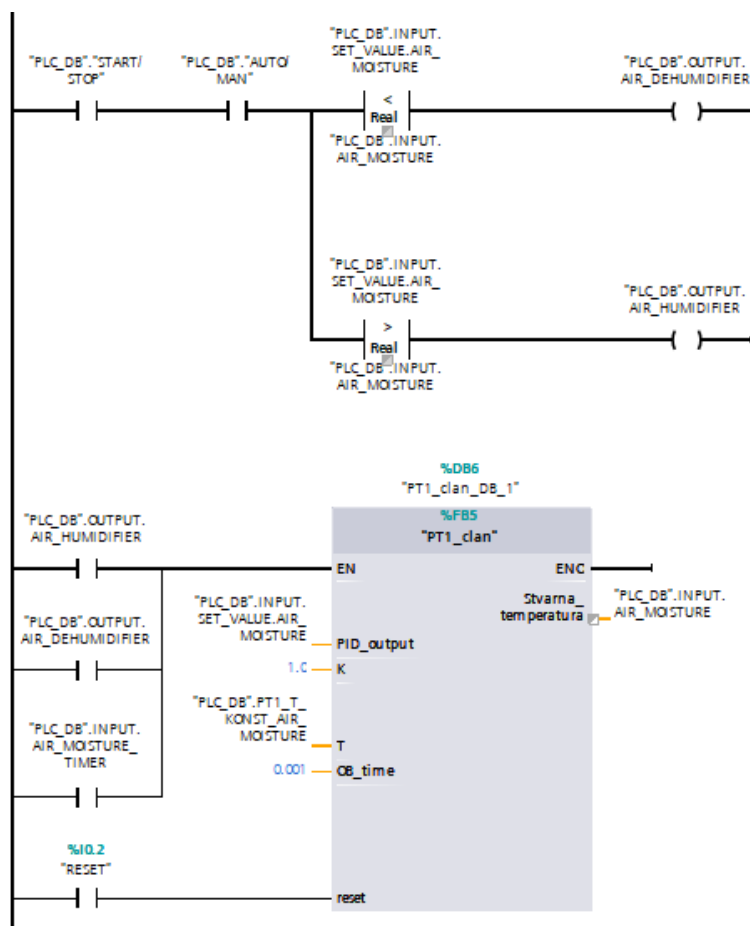 "PLC_DB".INPUT.
SET_VALUE.AIR_
MOISTURE
"PLC_DB"."START/
STOP"
"PLC_DB"."AUTO/
MAN"
"PLC_DB".OUTPUT.
AIR_DEHUMIDIFIER
<
Real
"PLC_DB".INPUT.
AIR_MOISTURE
"PLC_DB".INPUT.
SET_VALUE.AIR_
MOISTURE
"PLC_DB".OUTPUT.
AIR_HUMIDIFIER
>
Real
"PLC_DB".INPUT.
AIR_MOISTURE
%DB6
"PT1_clan_DB_1"
%FB5
"PT1_clan"
"PLC_DB".OUTPUT.
AIR_HUMIDIFIER
EN
ENO
"PLC_DB".INPUT.
SET_VALUE.AIR_
MOISTURE
PID_output
Stvarna_
temperatura
"PLC_DB".INPUT.
AIR_MOISTURE
"PLC_DB".OUTPUT.
AIR_DEHUMIDIFIER
1.0
K
"PLC_DB".PT1_T_
KONST_AIR_
MOISTURE
T
"PLC_DB".INPUT.
AIR_MOISTURE_
TIMER
0.001
OB_time
%I0.2
"RESET"
reset